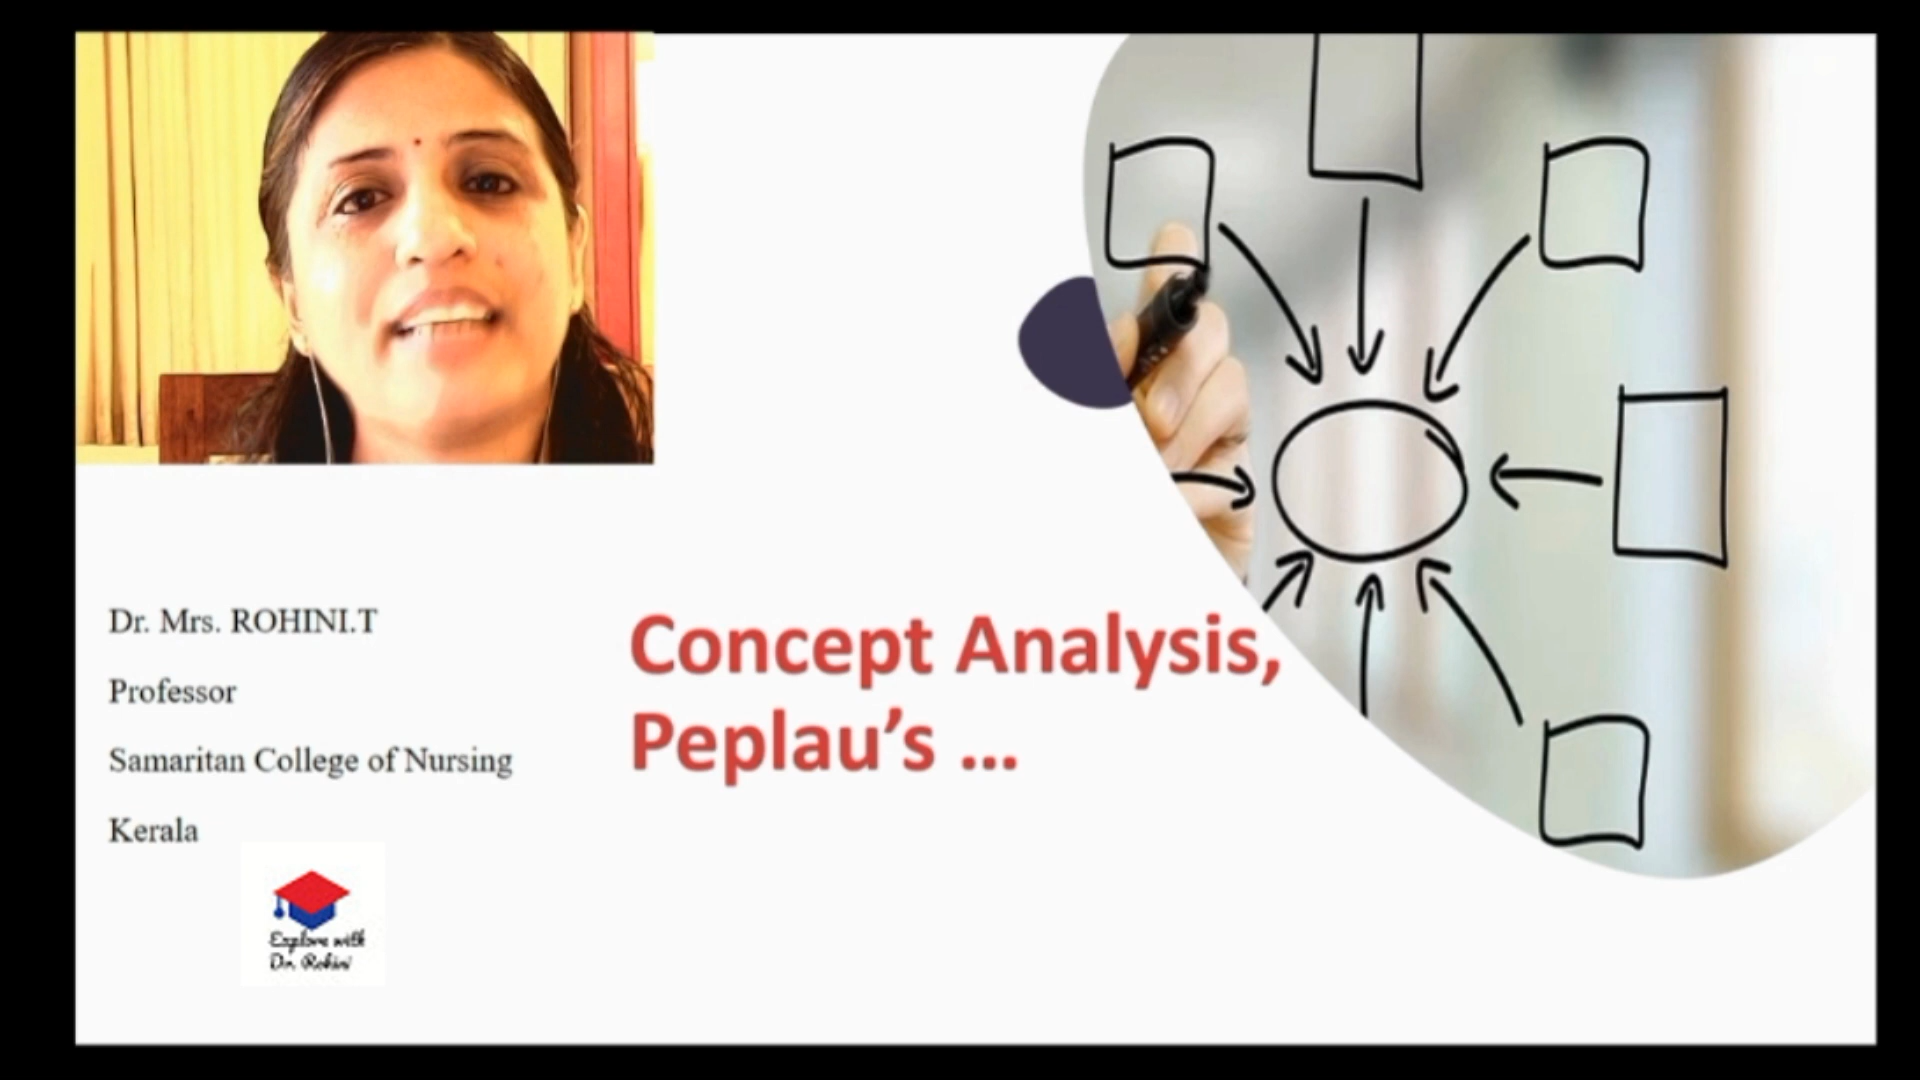 Dr. Mrs. ROHINI.T
Professor
Samaritan College of Nursing
Kerala
Concept Analysis,
Peplau’s ...
Explore with
Dr. Rohini